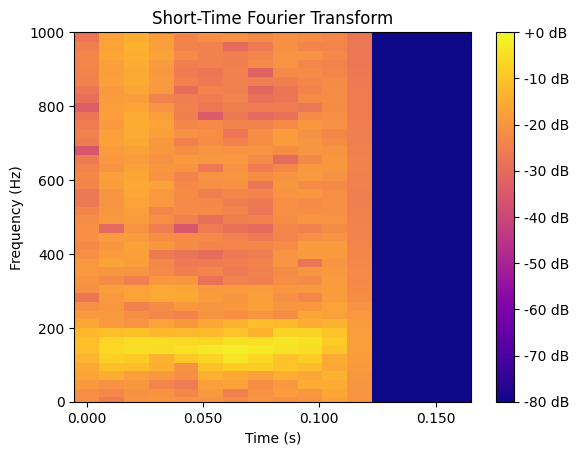 Short-Time Fourier Transform
1000
800
600
400
200
0
Frequency (Hz)
0.000
0.050
0.100
0.150
Time (s)
+0 dB
-10 dB
-20 dB
-30 dB
-40 dB
-50 dB
-60 dB
-70 dB
-80 dB